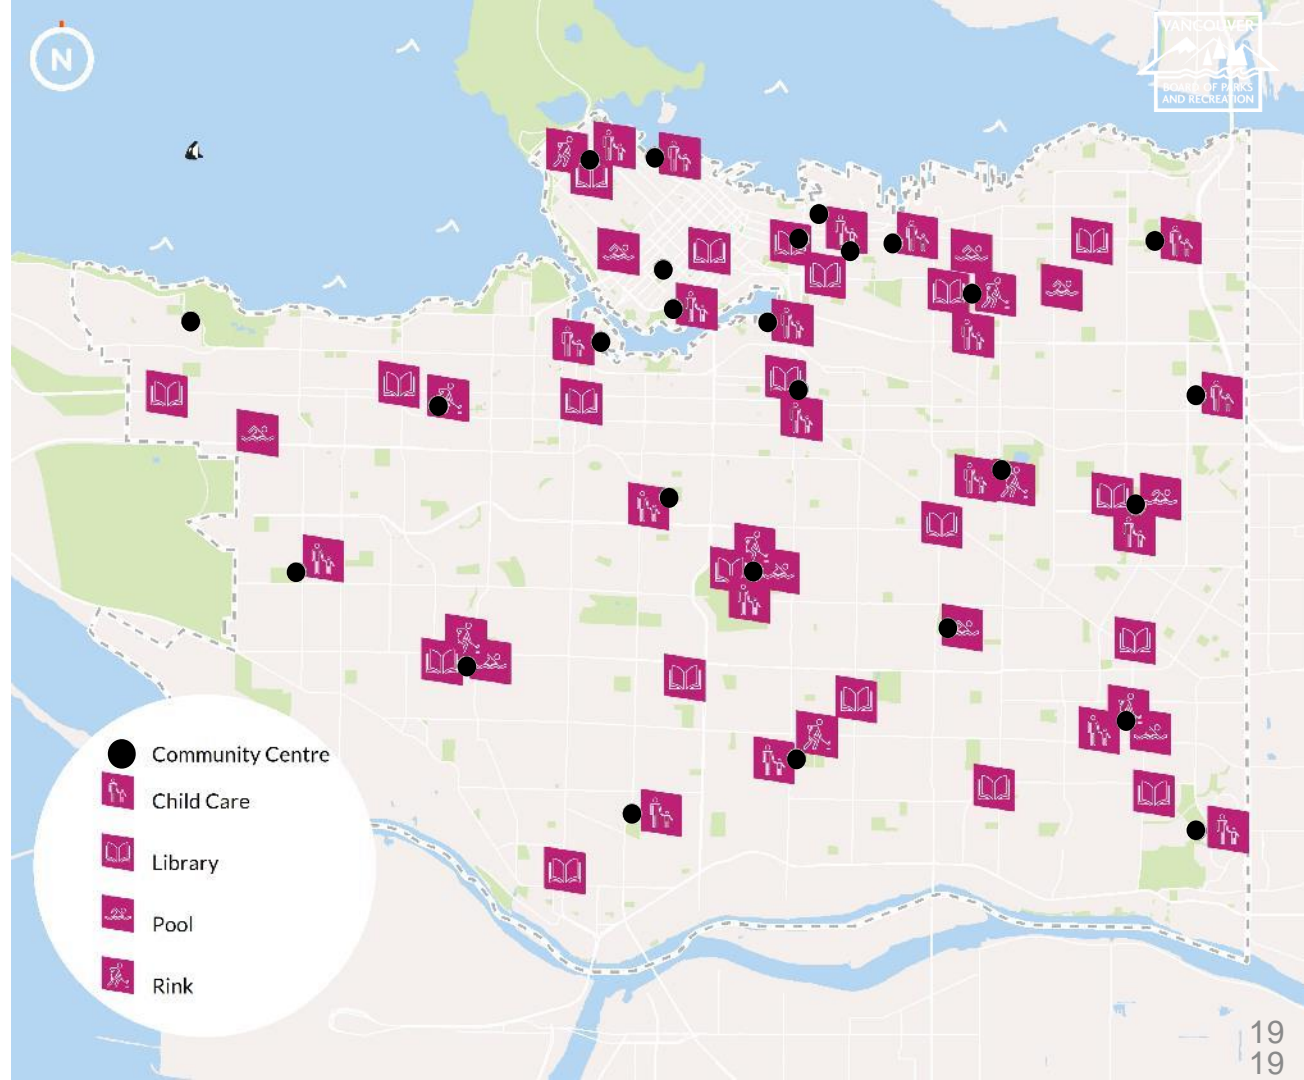 N
VANCOUVER
BOARD OF PARKS
AND RECREATION
Community Centre
Child Care
Library
Pool
Rink
19
19